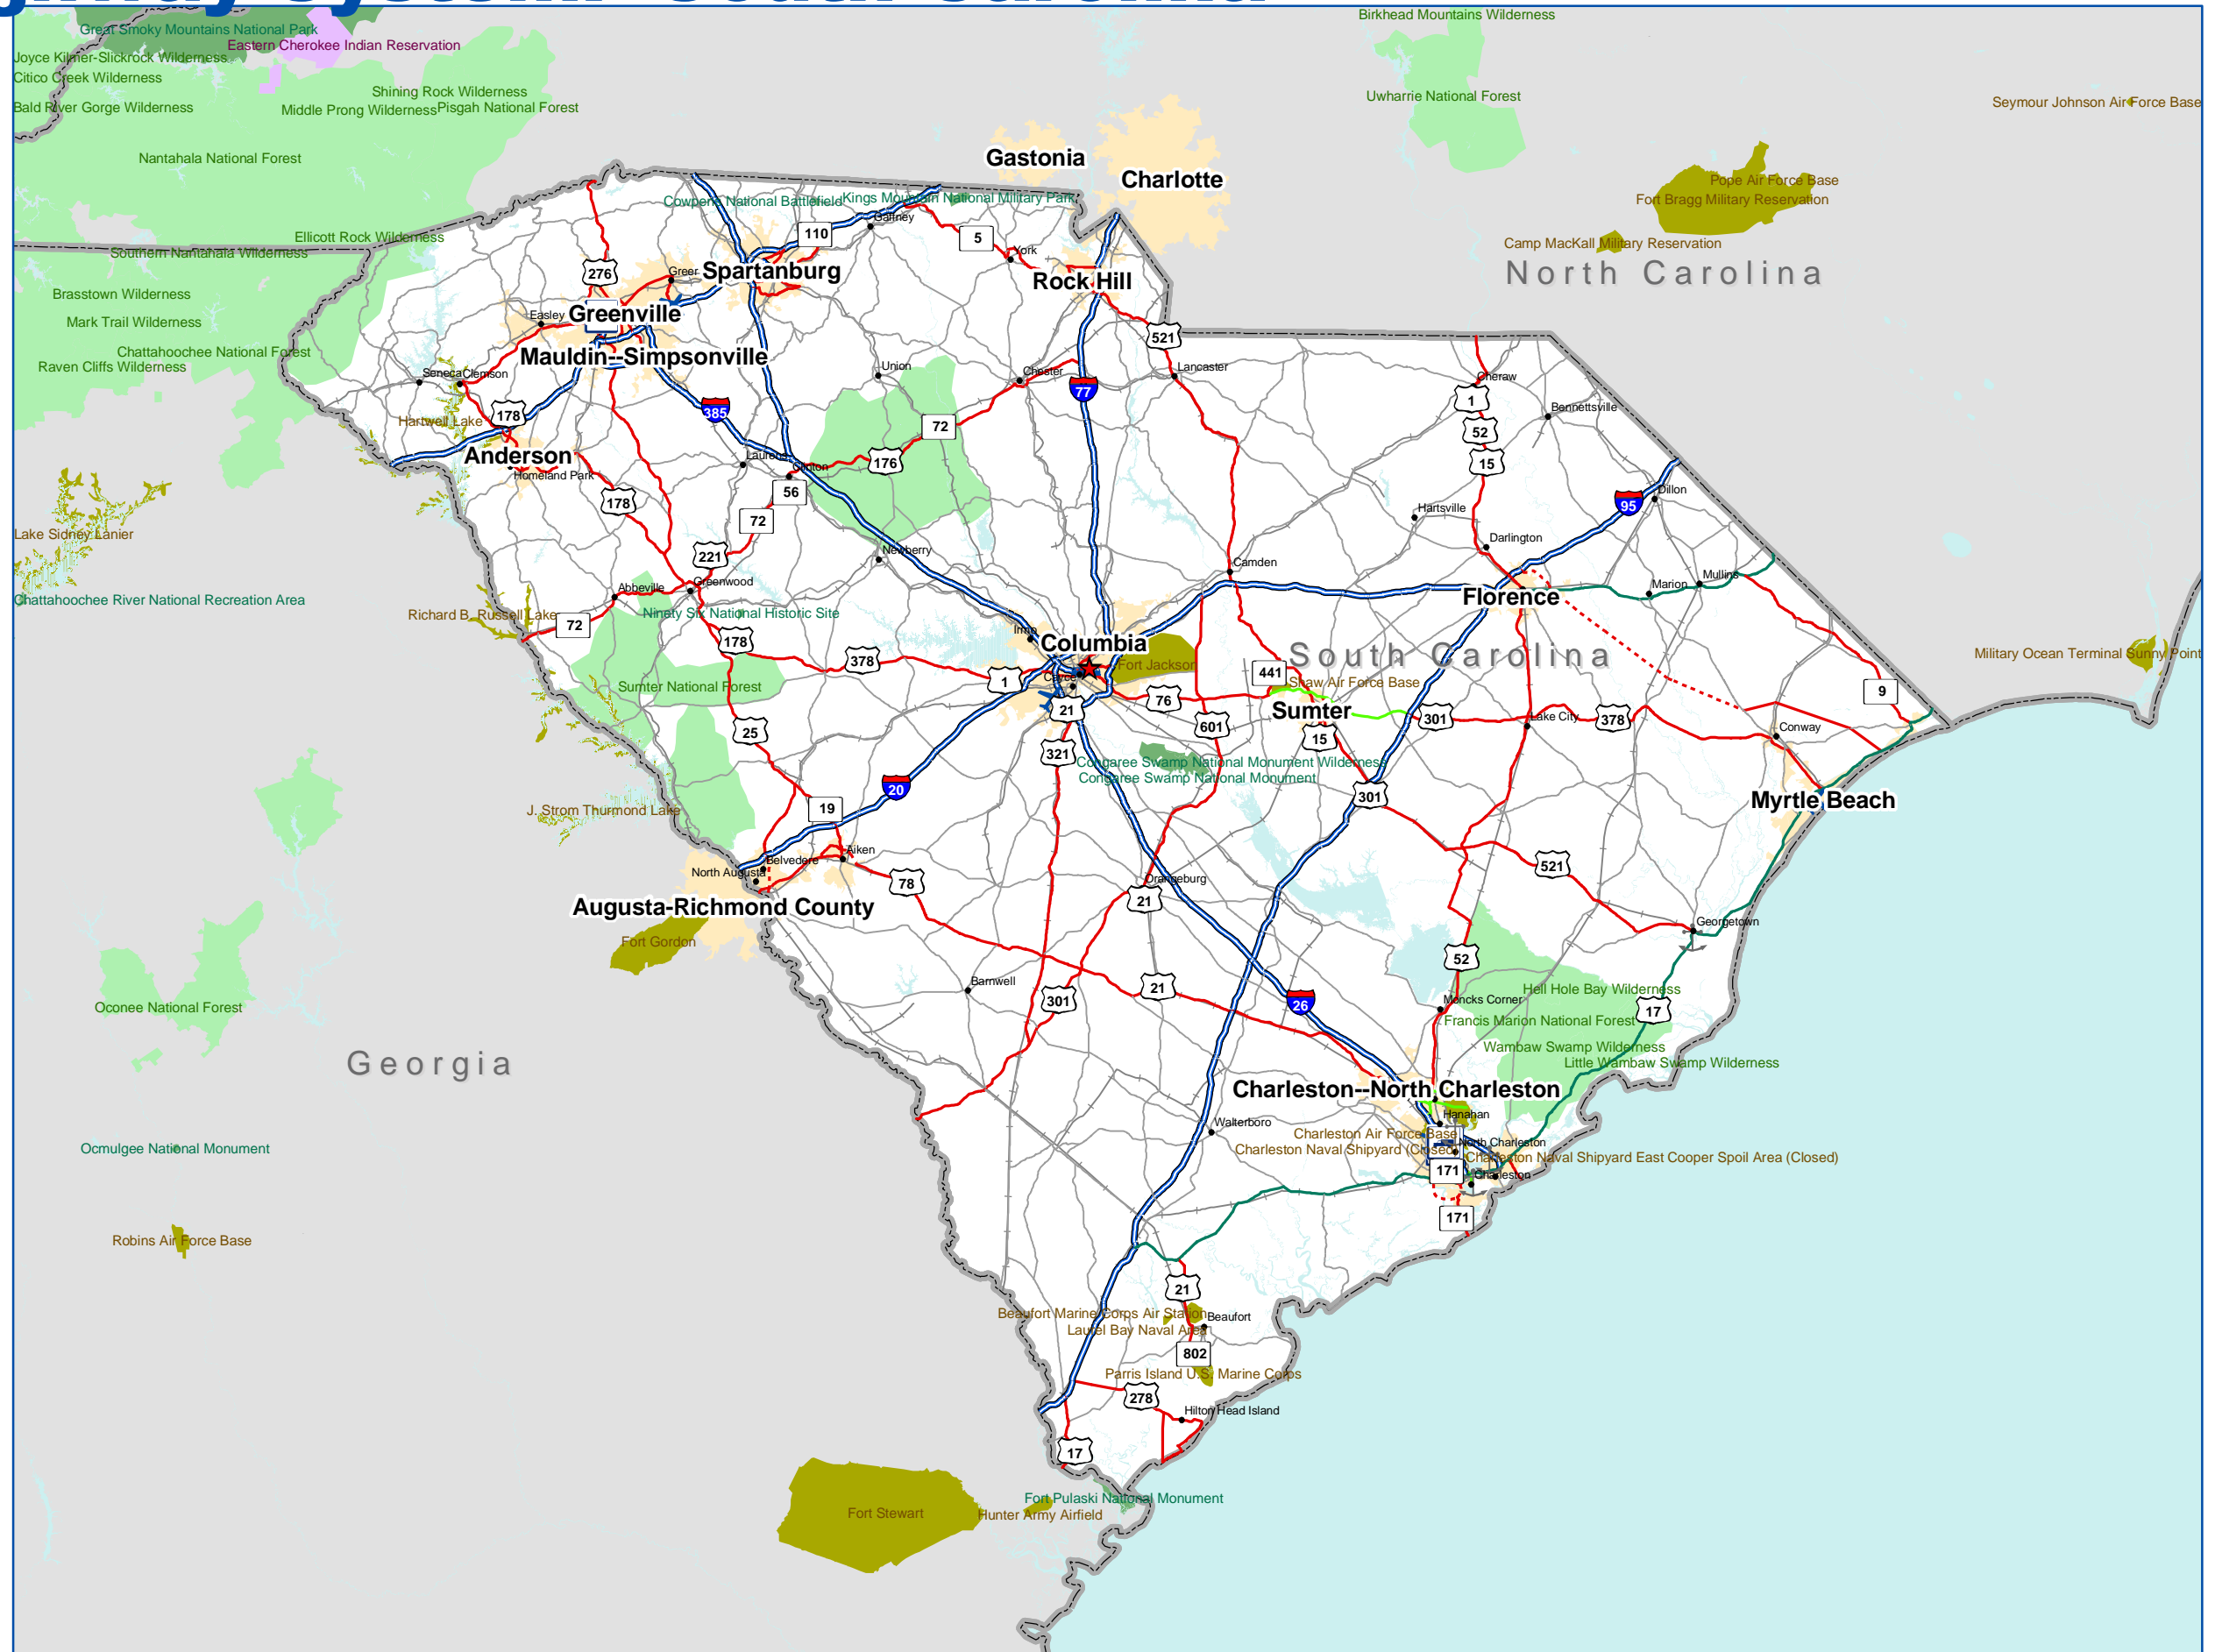 Great Smoky Mountains National Park
Eastern Cherokee Indian Reservation
Joyce Kilmer-Slickrock Wilderness
Citico Creek Wilderness
Shining Rock Wilderness
Bald River Gorge Wilderness
Middle Prong Wilderness
Pisgah National Forest
Nantahala National Forest
Birkhead Mountains Wilderness
Uwharrie National Forest
Seymour Johnson Air Force Base
Gastonia
Charlotte
Pope Air Force Base
Fort Bragg Military Reservation
Camp MacKall Military Reservation
North Carolina
Cowpens National Battlefield
Kings Mountain National Military Park
Gaffney
110
5
York
Ellicott Rock Wilderness
Southern Nantahala Wilderness
276
Greer
Spartanburg
Rock Hill
Brasstown Wilderness
Mark Trail Wilderness
Easley
Greenville
Chattahoochee National Forest
Raven Cliffs Wilderness
Mauldin--Simpsonville
521
Seneca
Clemson
Union
Chester
Lancaster
Cheraw
77
1
Bennettsville
178
385
Hartwell Lake
72
52
Anderson
Homeland Park
Laurens
Clinton
176
15
178
56
72
95
Dillon
Hartsville
Lake Sidney Lanier
Darlington
221
Newberry
Camden
Chattahoochee River National Recreation Area
Abbeville
Greenwood
Marion
Mullins
Florence
Richard B. Russell Lake
72
Ninety Six National Historic Site
178
Irmo
Columbia
South Carolina
Military Ocean Terminal Sunny Point
378
Fort Jackson
441
Sumter National Forest
1
Cayce
Shaw Air Force Base
9
76
21
Sumter
601
301
Lake City
378
25
15
Conway
321
Congaree Swamp National Monument Wilderness
Congaree Swamp National Monument
20
301
Myrtle Beach
J. Strom Thurmond Lake
19
Belvedere
Aiken
North Augusta
78
521
Orangeburg
21
Augusta-Richmond County
Georgetown
Fort Gordon
52
Barnwell
301
21
26
Hell Hole Bay Wilderness
Moncks Corner
17
Oconee National Forest
Francis Marion National Forest
Wambaw Swamp Wilderness
Little Wambaw Swamp Wilderness
Georgia
Charleston--North Charleston
Hanahan
Walterboro
Charleston Air Force Base
North Charleston
Ocmulgee National Monument
Charleston Naval Shipyard (Closed)
Charleston Naval Shipyard East Cooper Spoil Area (Closed)
171
Charleston
171
Robins Air Force Base
21
Beaufort Marine Corps Air Station
Beaufort
Laurel Bay Naval Area
802
Parris Island U.S. Marine Corps
278
Hilton Head Island
17
Fort Pulaski National Monument
Fort Stewart
Hunter Army Airfield